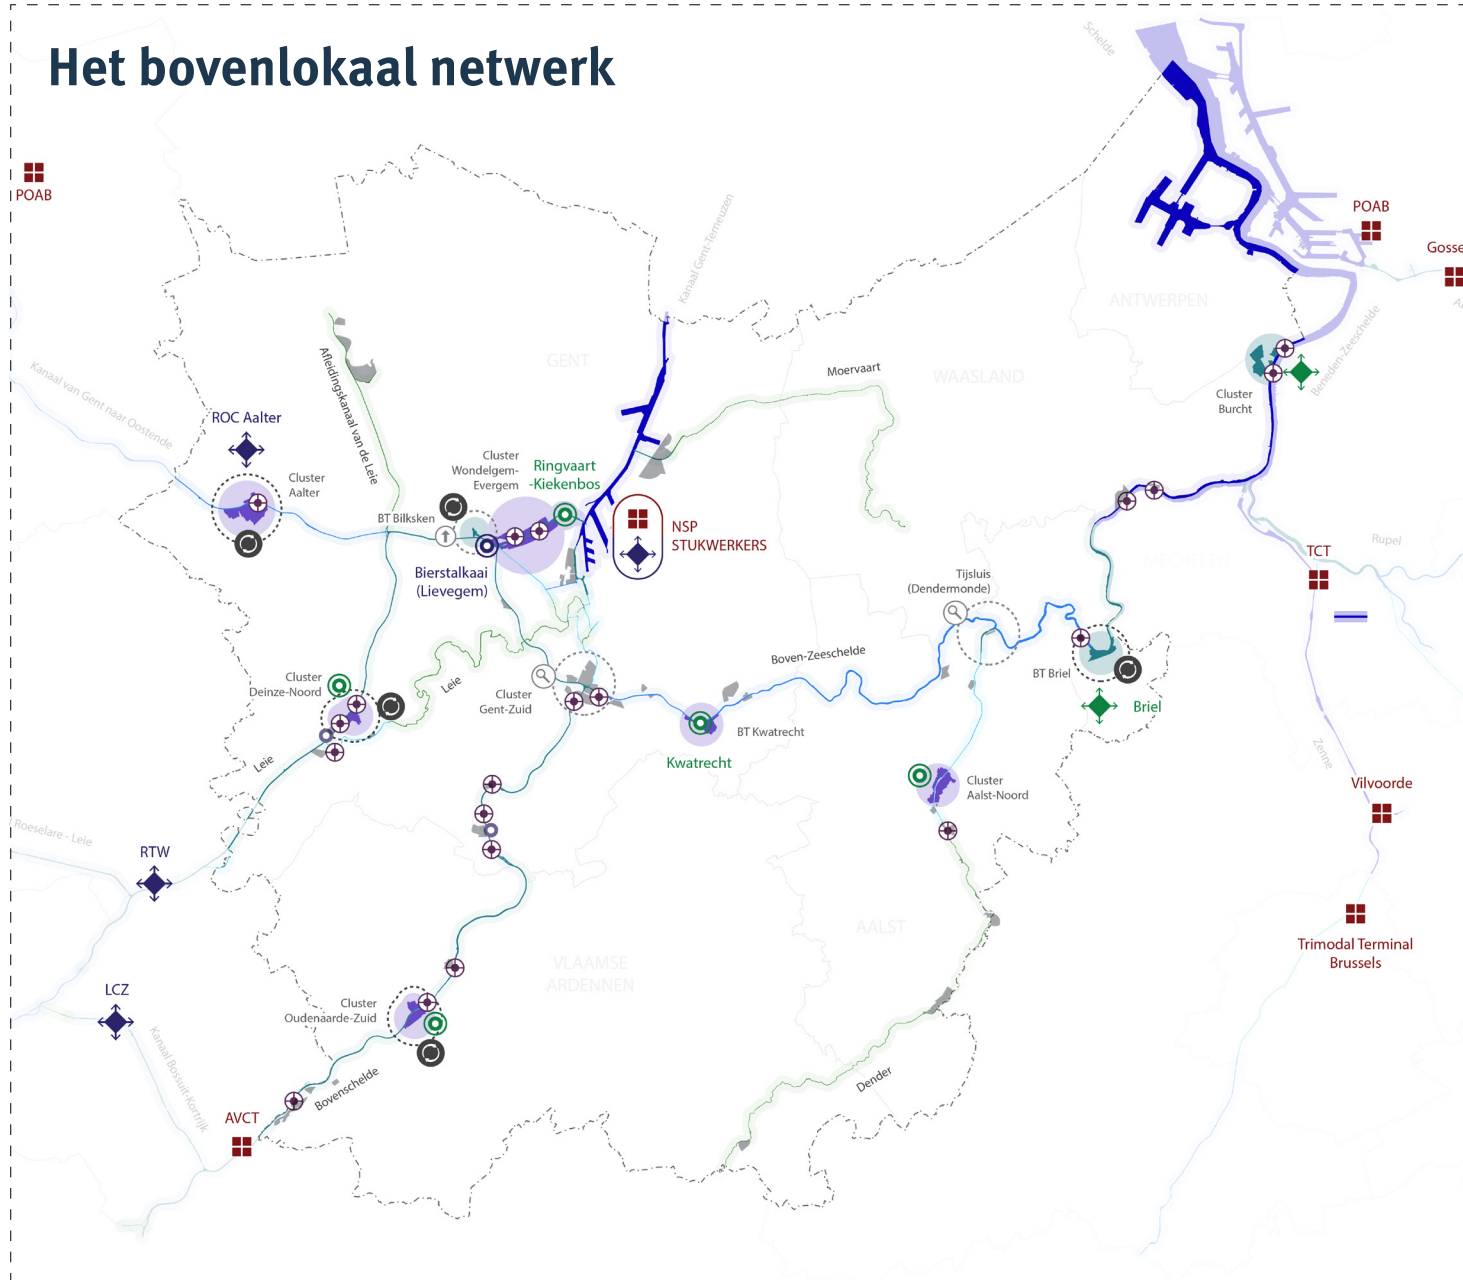 Het bovenlokaal netwerk
Schelde
POAB
POAB
Gosse
Kanaal Gent-Terneuzen
ANTWERPEN
Beneden-Zeeschelde
GENT
WAASLAND
Moervaart
Kanaal van Gent naar Oostende
Afleidingskanaal van de Leie
ROC Aalter
Cluster
Aalter
Cluster
Burcht
Cluster
Wondelgem-
Evergem
Ringvaart
-Kiekenbos
BT Bilksken
NSP
STUKWERKERS
Bierstalkaai
(Lievegem)
MECHELEN
Rupel
TCT
Tijsluis
(Dendermonde)
Boven-Zeeschelde
BT Briel
Briel
Cluster
Deinze-Noord
Leie
Cluster
Gent-Zuid
BT Kwatrecht
Kwatrecht
Leie
Zenne
Cluster
Aalst-Noord
Vilvoorde
Roeselare - Leie
RTW
AALST
Trimodal Terminal
Brussels
VLAAMSE
ARDENNEN
LCZ
Cluster
Oudenaarde-Zuid
Kanaal Bossuit-Kortrijk
Bovenschelde
Dender
AVCT